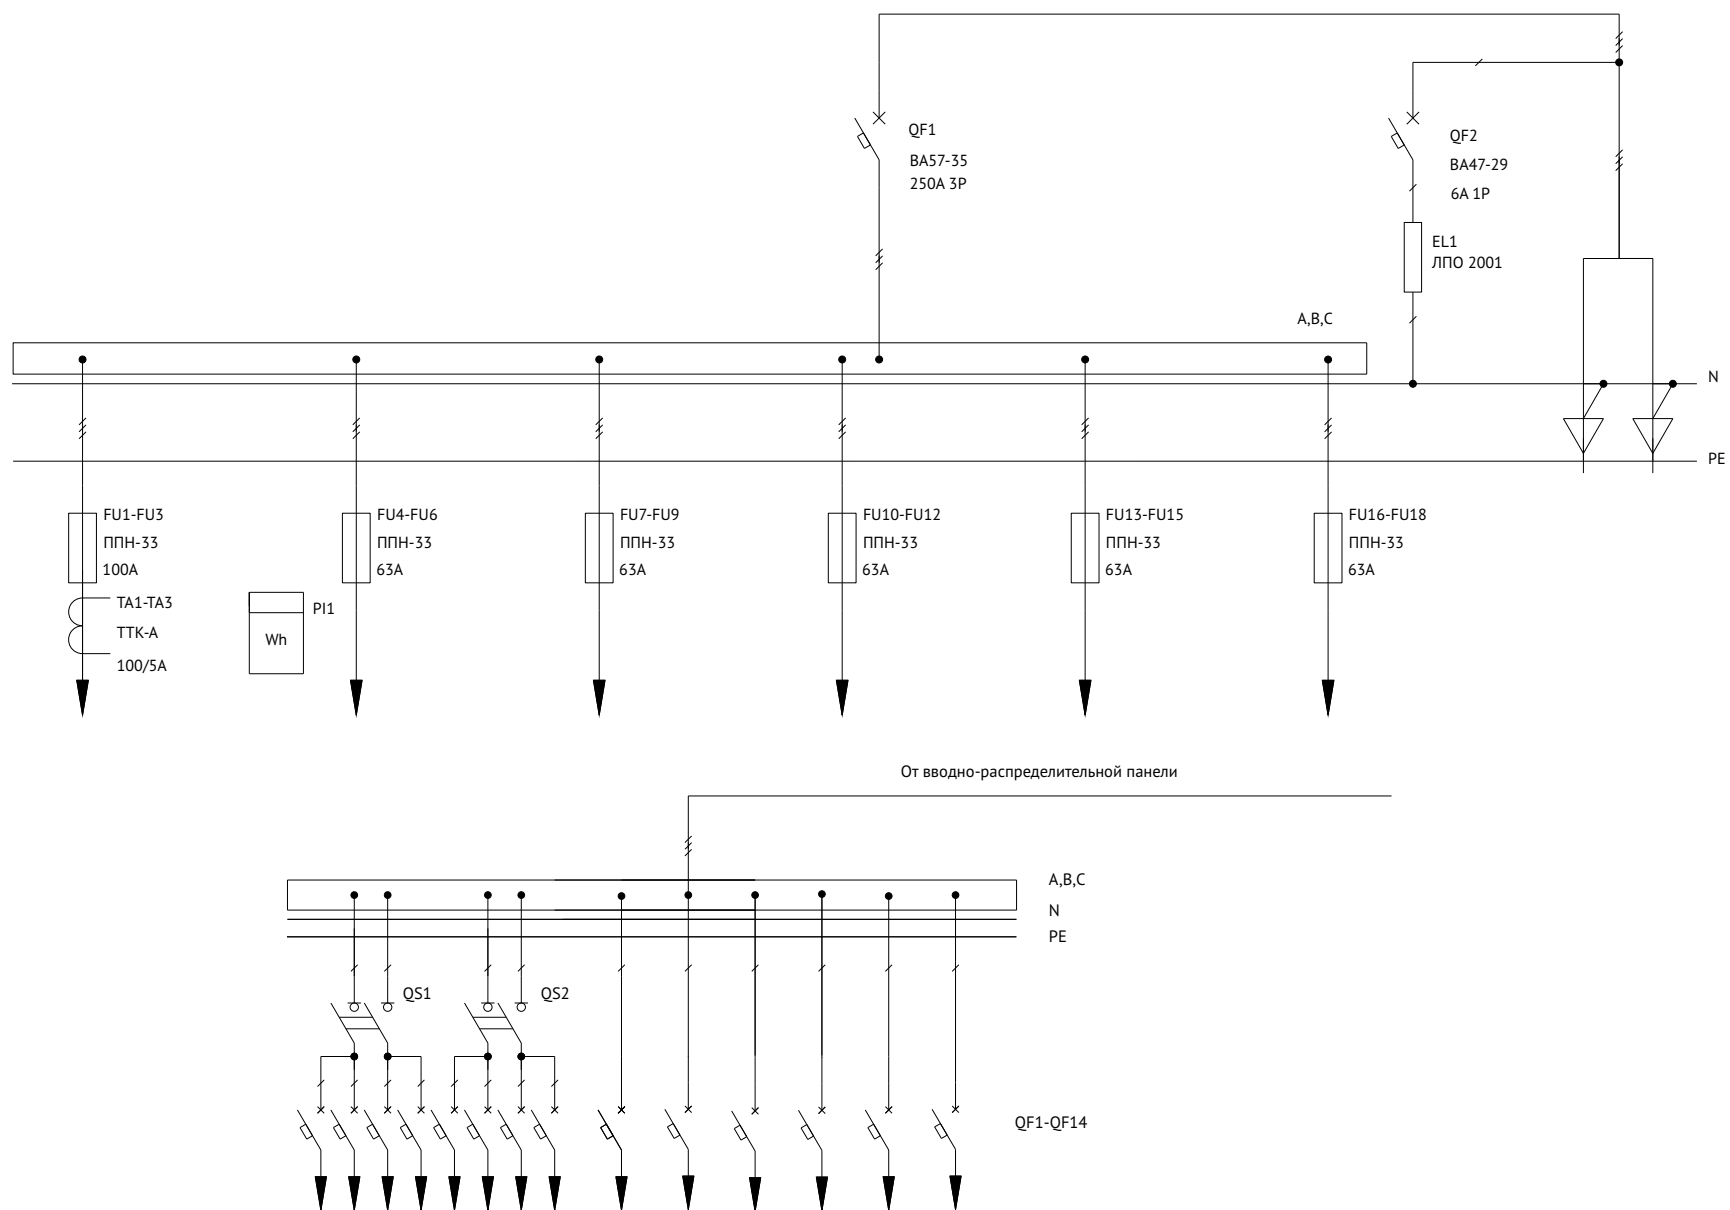 QF1
ВА57-35
250А 3Р
QF2
ВА47-29
6А 1Р
EL1
ЛПО 2001
A,B,C
N
PE
FU1-FU3
ППН-33
100А
FU4-FU6
ППН-33
63А
FU7-FU9
ППН-33
63А
FU10-FU12
ППН-33
63А
FU13-FU15
ППН-33
63А
FU16-FU18
ППН-33
63А
TA1-TA3
ТТК-А
100/5А
PI1
Wh
От вводно-распределительной панели
A,B,C
N
PE
QS1
QS2
QF1-QF14